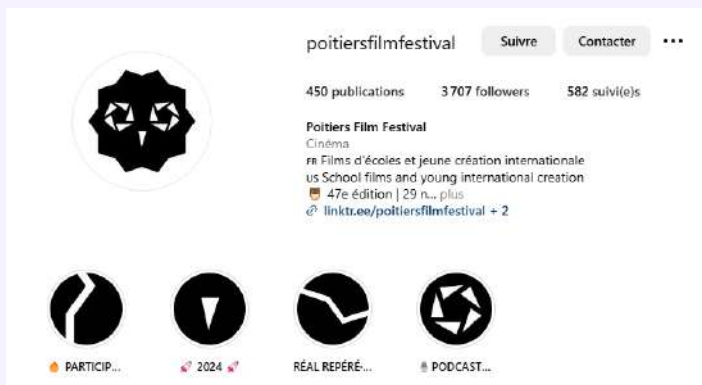 poitiersfilmfestival Suivre Contacter
450 publications 3 707 followers 582 suivi(e)s
Poitiers Film Festival
Cinéma
FR Films d'écoles et jeune création internationale
US School films and young international creation
47e édition | 29 n... plus
linktr.ee/poitiersfilmfestival + 2
PARTICIP... 2024 RÉAL REPÉRÉ·... PODCAST...